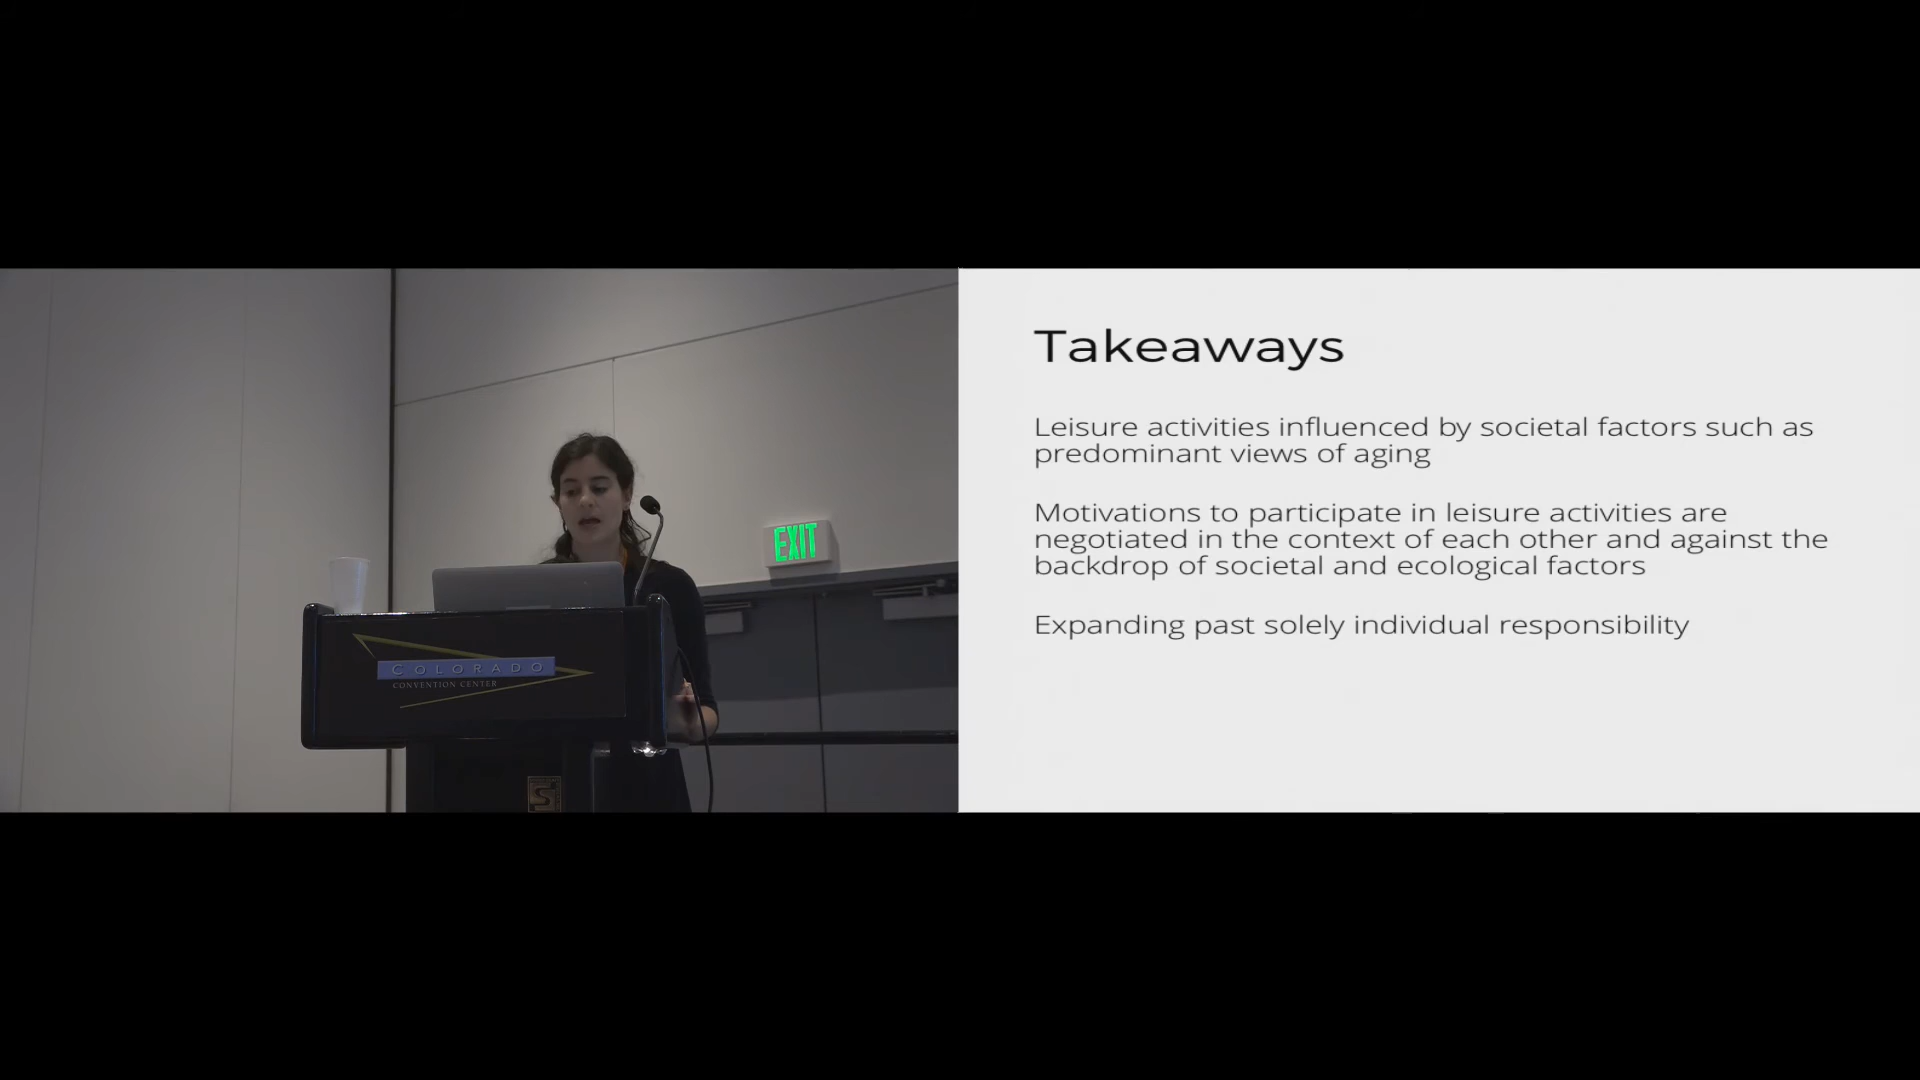 Takeaways
Leisure activities influenced by societal factors such as
predominant views of aging
Motivations to participate in leisure activities are
negotiated in the context of each other and against the
backdrop of societal and ecological factors
Expanding past solely individual responsibility
EXIT
COLORADO
CONVENTION CENTER